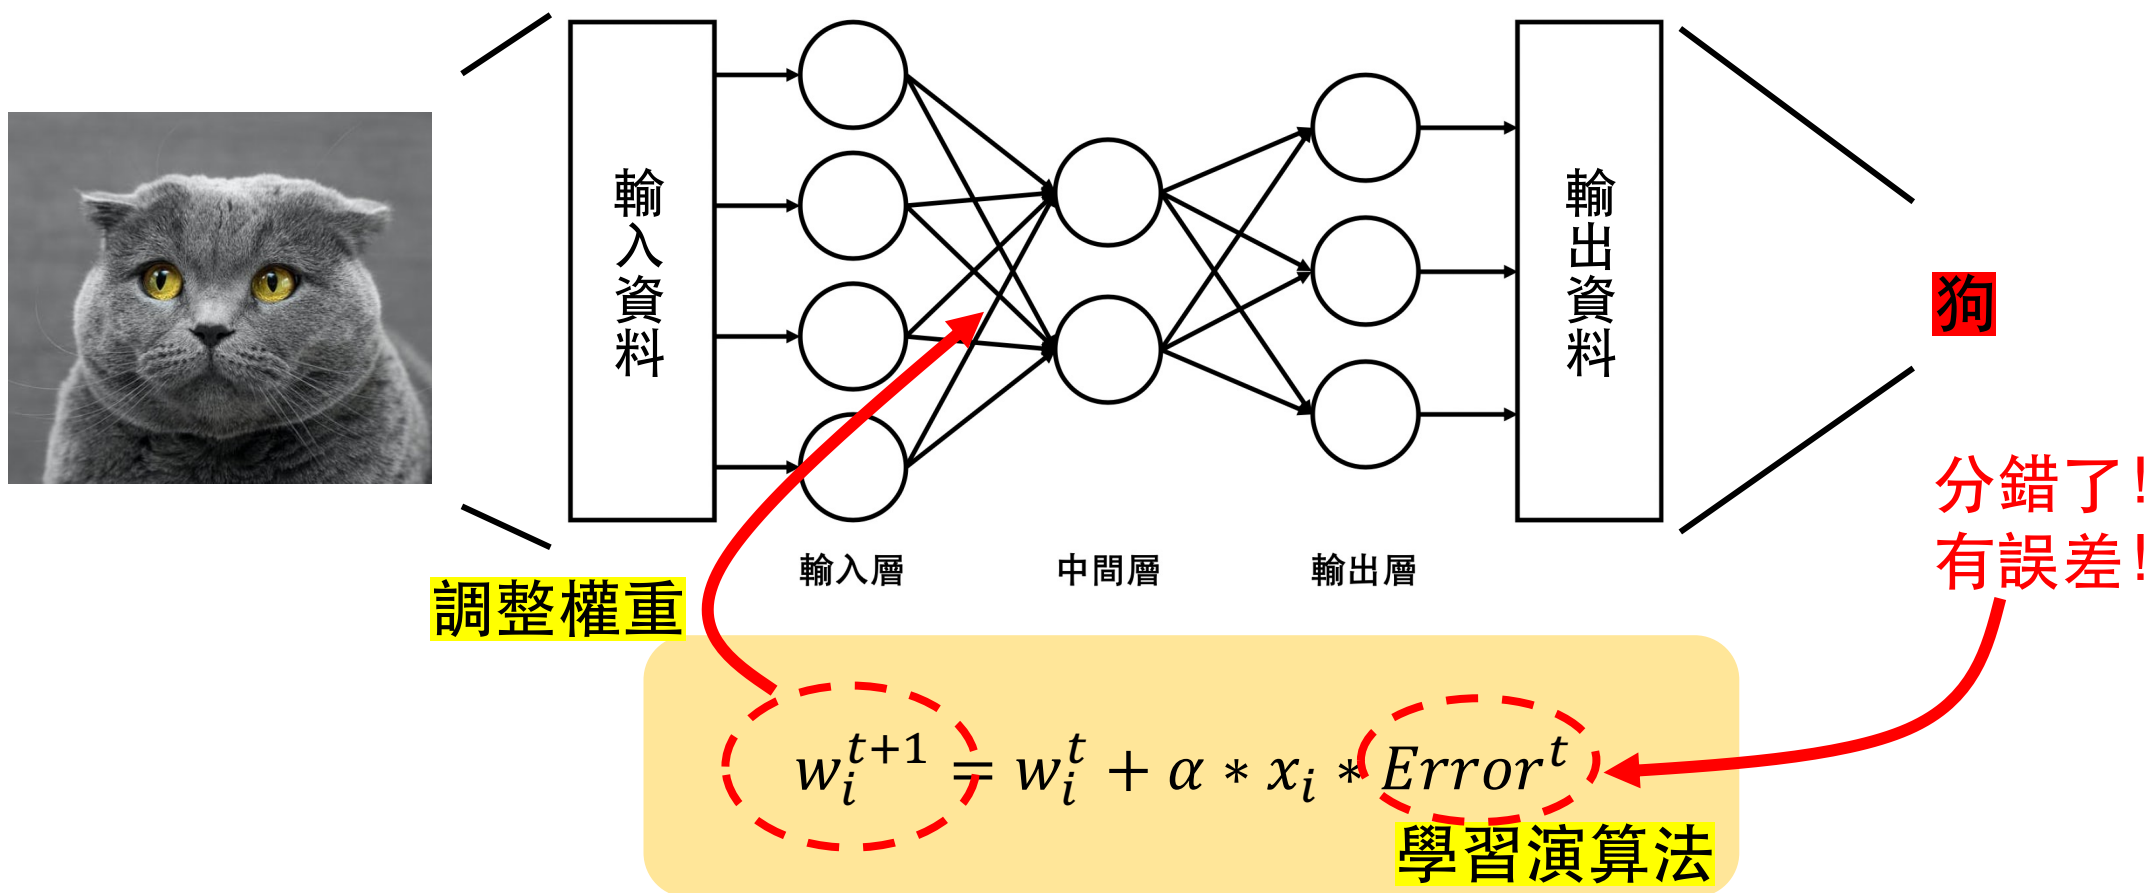 輸入資料
輸出資料
狗
分錯了!
有誤差!
輸入層
中間層
輸出層
調整權重
w_i^{t+1} = w_i^t + α * x_i * Error^t
學習演算法